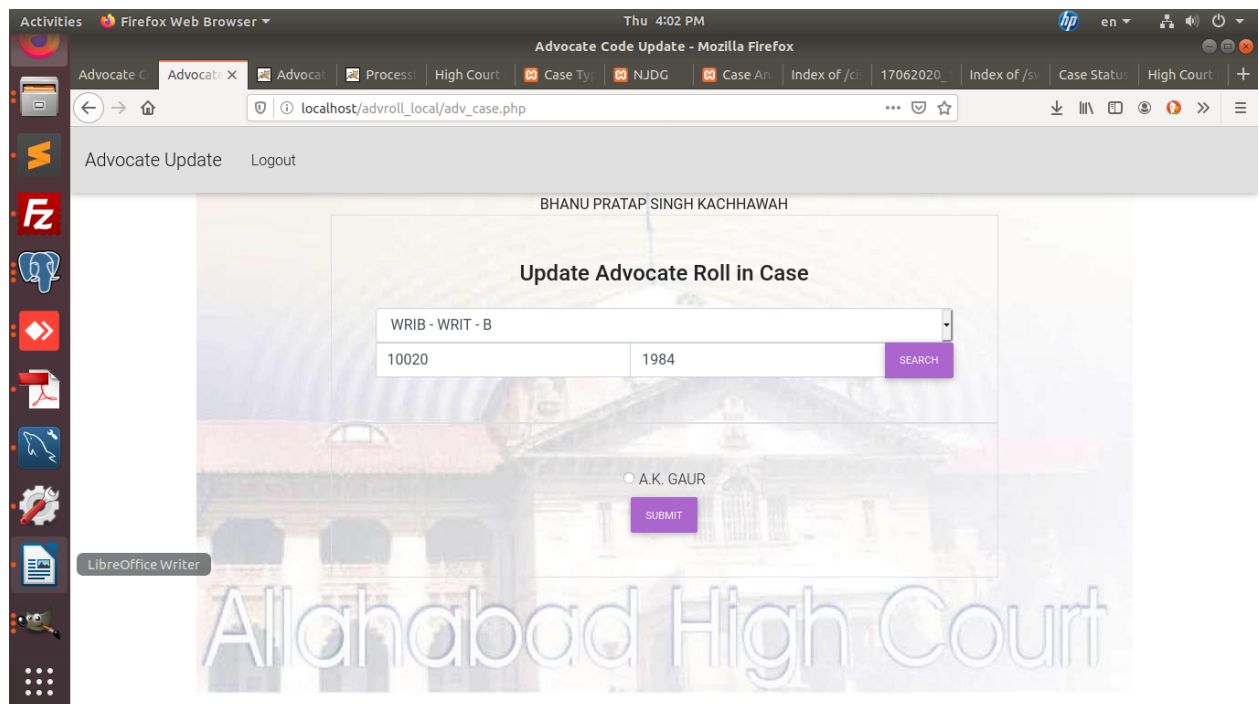 Activities Firefox Web Browser Thu 4:02 PM hp en
Advocate Code Update - Mozilla Firefox
Advocate C Advocate Advocat Process High Court Case Typ NJDG Case An Index of /ci 17062020_ Index of /sv Case Status High Court
localhost/advroll_local/adv_case.php
Advocate Update Logout
BHANU PRATAP SINGH KACHHAWAH
Update Advocate Roll in Case
WRIB - WRIT - B
10020 1984 SEARCH
A.K. GAUR
SUBMIT
LibreOffice Writer
Allahabad High Court